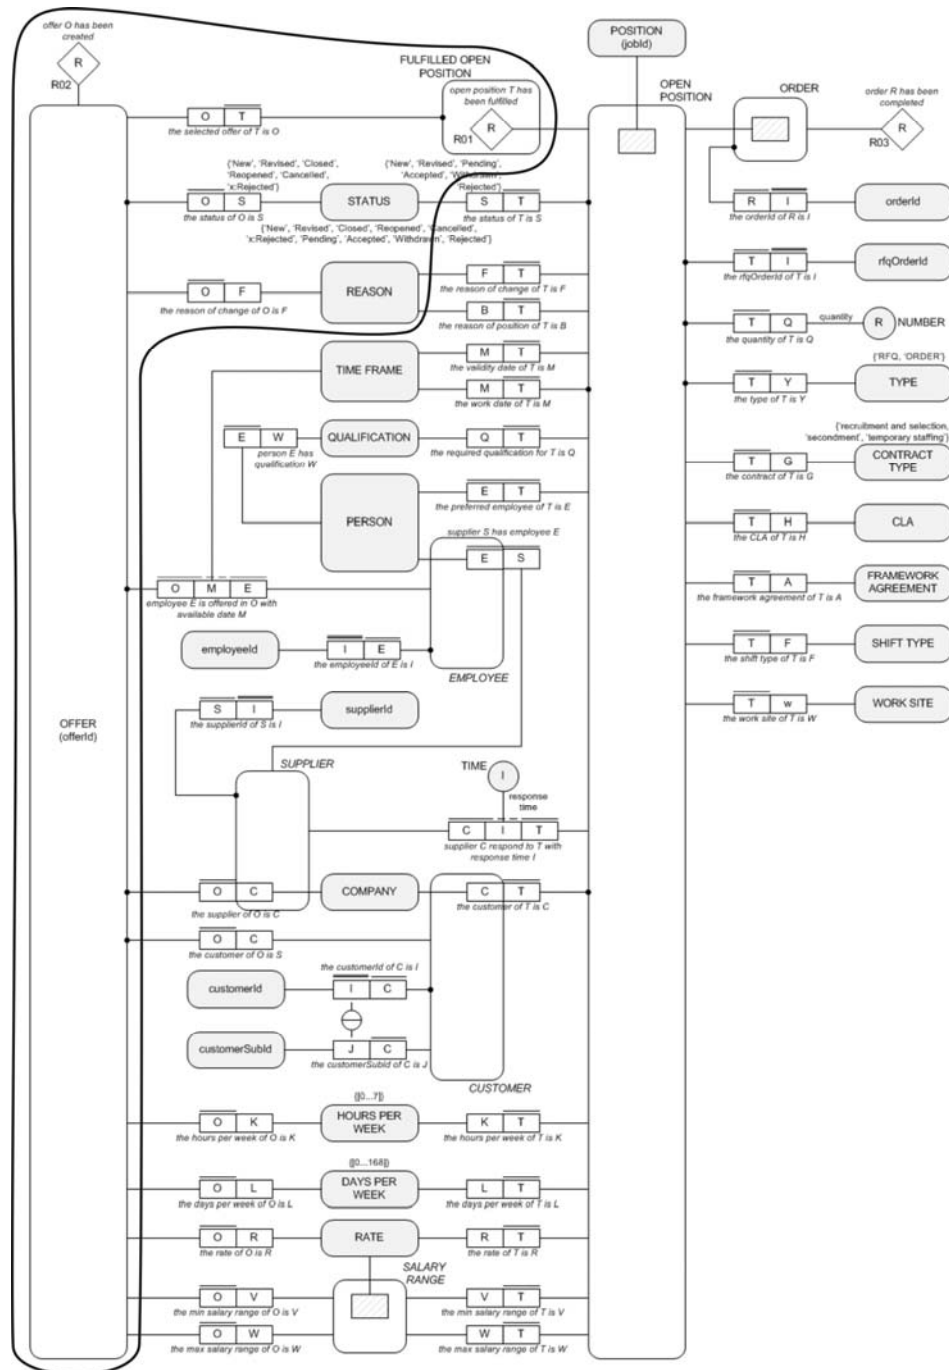 offer O has been
created
R
R02
FULFILLED OPEN
POSITION
open position T has
been fulfilled
R
R01
POSITION
(jobId)
OPEN
POSITION
ORDER
order R has been
completed
R
R03
O T
the selected offer of T is O
{'New', 'Revised', 'Closed',
'Reopened', 'Cancelled',
'x:Rejected'}
{'New', 'Revised', 'Pending',
'Accepted', 'Withdrawn',
'Rejected'}
O S
the status of O is S
STATUS
S T
the status of T is S
{'New', 'Revised', 'Closed', 'Reopened', 'Cancelled',
'x:Rejected', 'Pending', 'Accepted', 'Withdrawn', 'Rejected'}
R I
the orderId of R is I
orderId
T I
the rfqOrderId of T is I
rfqOrderId
O F
the reason of change of O is F
REASON
F T
the reason of change of T is F
B T
the reason of position of T is B
T Q
quantity
the quantity of T is Q
R
NUMBER
TIME FRAME
M T
the validity date of T is M
M T
the work date of T is M
{'RFQ, 'ORDER'}
T Y
the type of T is Y
TYPE
E W
person E has
qualification W
QUALIFICATION
Q T
the required qualification for T is Q
{'recruitment and selection,
'secondment', 'temporary staffing'}
T G
the contract of T is G
CONTRACT
TYPE
PERSON
E T
the preferred employee of T is E
supplier S has employee E
E S
T H
the CLA of T is H
CLA
O M E
employee E is offered in O with
available date M
T A
the framework agreement of T is A
FRAMEWORK
AGREEMENT
employeeId
I E
the employeeId of E is I
EMPLOYEE
T F
the shift type of T is F
SHIFT TYPE
S I
the supplierId of S is I
supplierId
T w
the work site of T is W
WORK SITE
OFFER
(offerId)
SUPPLIER
TIME
I
response
time
C I T
supplier C respond to T with
response time I
O C
the supplier of O is C
COMPANY
C T
the customer of T is C
O C
the customer of O is S
the customerId of C is I
customerId
I C
customerSubId
J C
the customerSubid of C is J
CUSTOMER
{[0...7]}
O K
the hours per week of O is K
HOURS PER
WEEK
K T
the hours per week of T is K
{[0...168]}
O L
the days per week of O is L
DAYS PER
WEEK
L T
the days per week of T is L
O R
the rate of O is R
RATE
R T
the rate of T is R
SALARY
RANGE
O V
the min salary range of O is V
V T
the min salary range of T is V
O W
the max salary range of O is W
W T
the max salary range of T is W